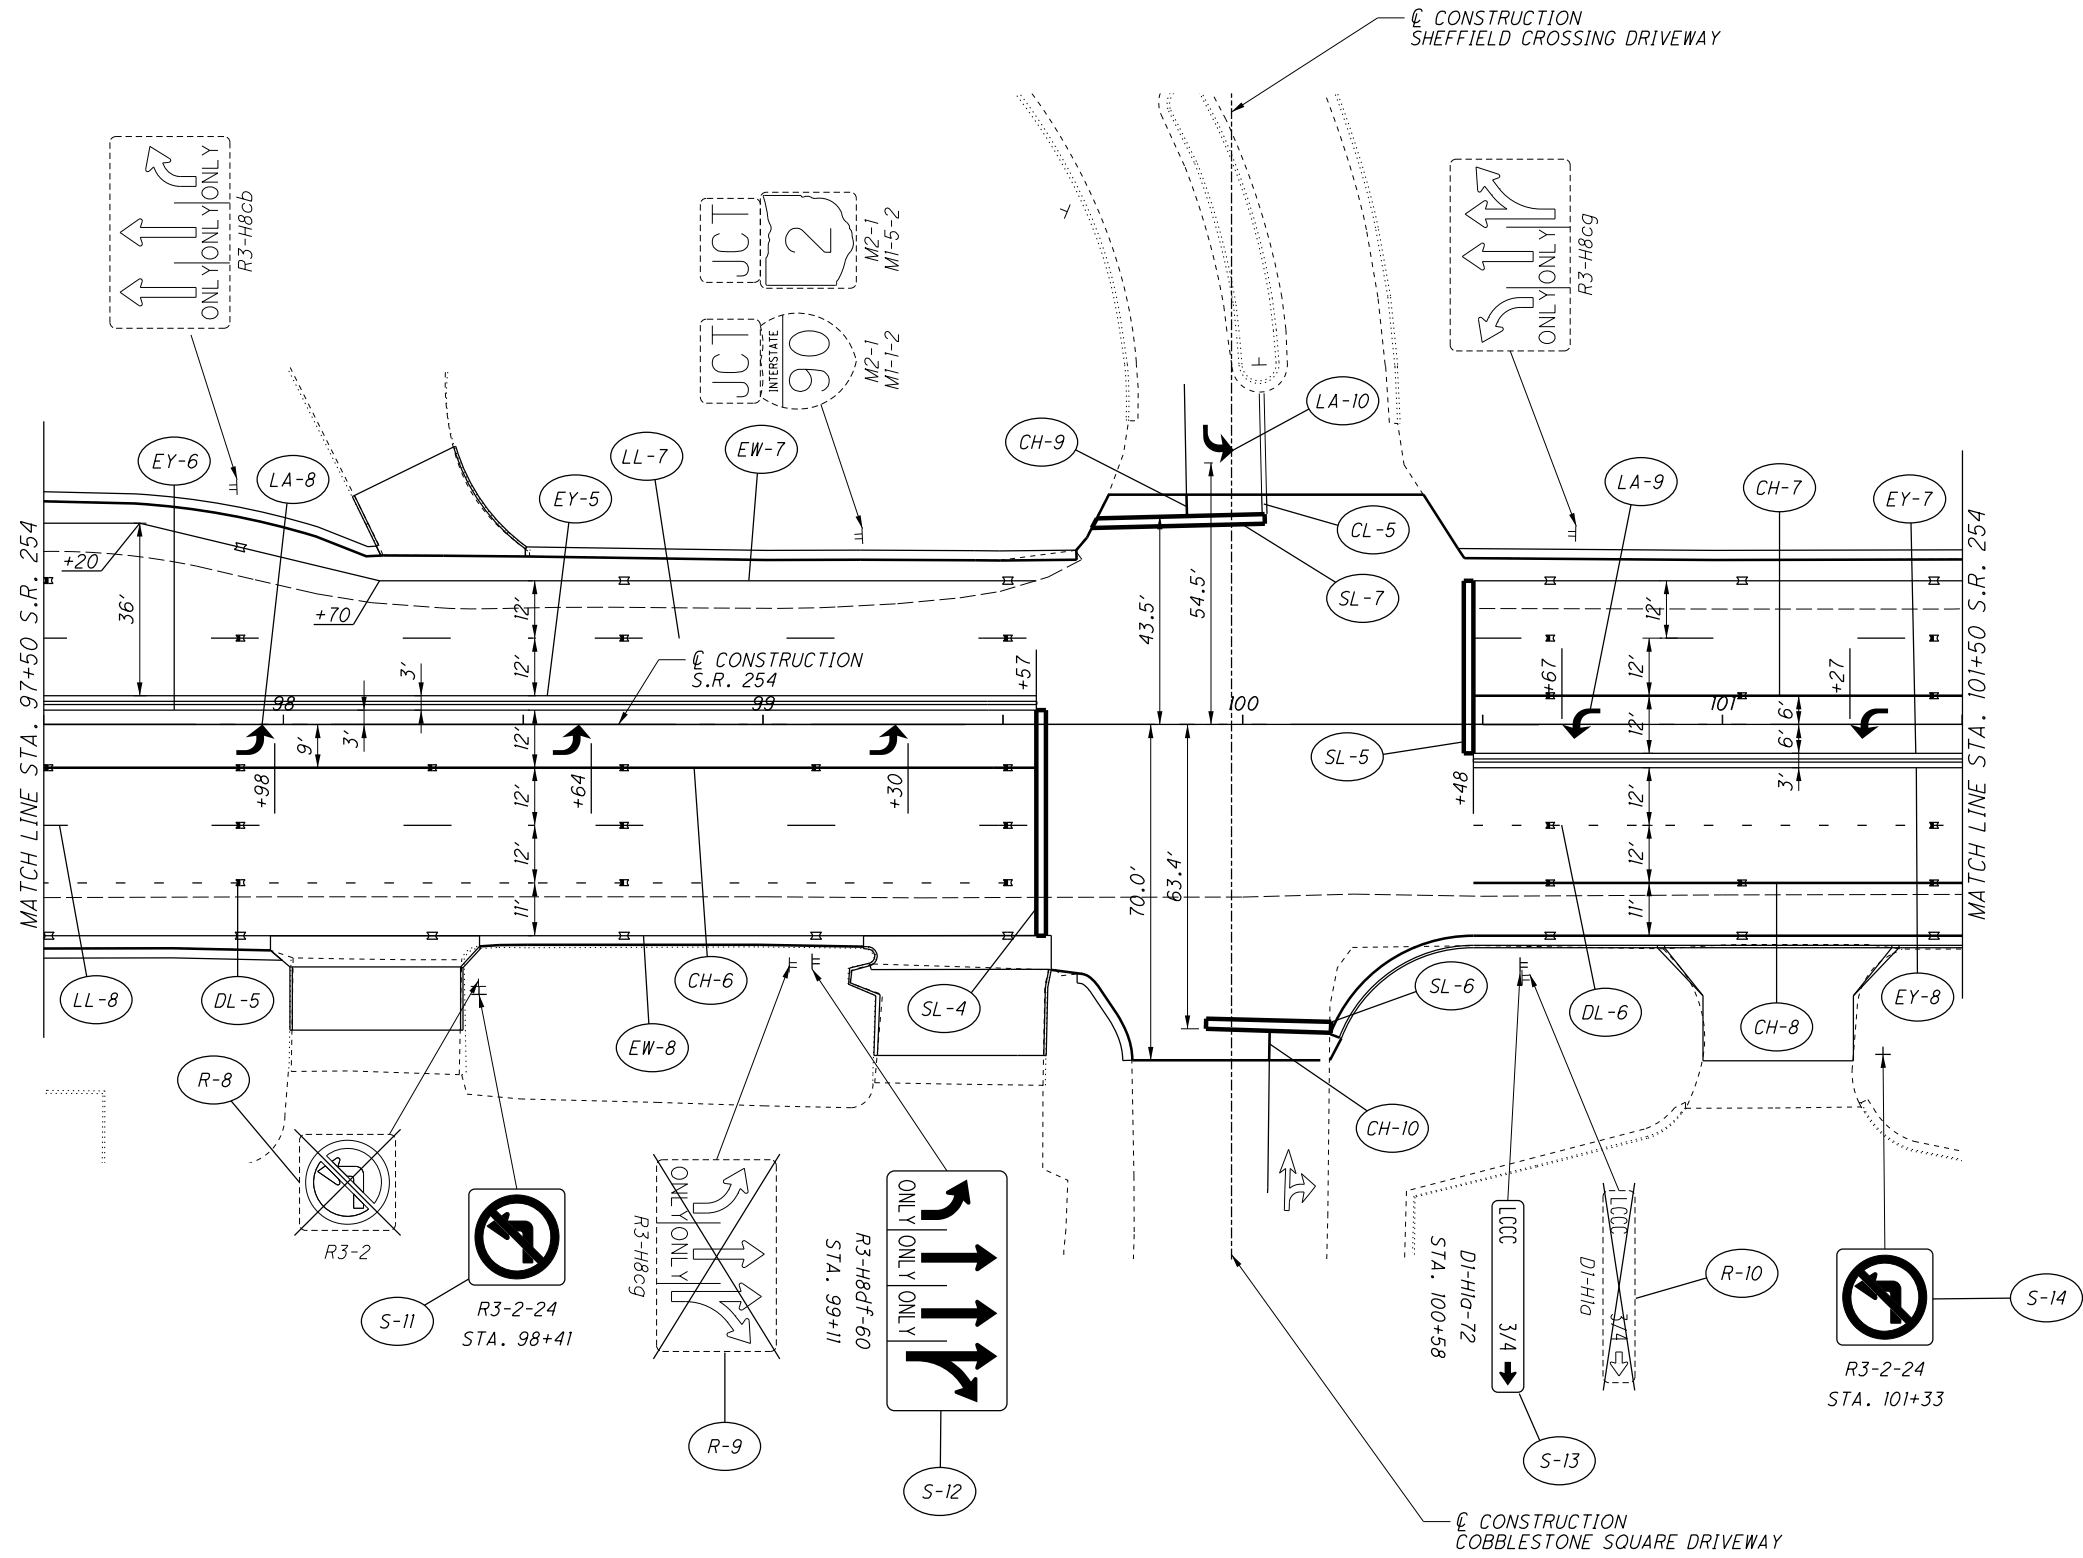 ℄ CONSTRUCTION
SHEFFIELD CROSSING DRIVEWAY
ONLY ONLY ONLY
R3-H8cb
JCT
2
M2-1
M1-5-2
JCT
INTERSTATE
90
M2-1
M1-1-2
ONLY ONLY
R3-H8cg
LA-10
CH-9
EY-6
LA-8
EY-5
LL-7
EW-7
LA-9
CH-7
EY-7
CL-5
SL-7
MATCH LINE STA. 97+50 S.R. 254
MATCH LINE STA. 101+50 S.R. 254
+20
+70
36'
12'
12'
43.5'
54.5'
12'
12'
12'
℄ CONSTRUCTION
S.R. 254
3'
+57
+67
+27
98
99
100
101
9'
3'
12'
12'
12'
11'
6'
6'
3'
12'
12'
11'
+98
+64
+30
+48
SL-5
70.0'
63.4'
LL-8
DL-5
CH-6
SL-4
SL-6
DL-6
CH-8
EY-8
EW-8
R-8
CH-10
R3-2
S-11
R3-2-24
STA. 98+41
ONLY ONLY
R3-H8cg
R-9
ONLY ONLY ONLY
R3-H8df-60
STA. 99+11
S-12
LCCC 3/4
D1-H1a-72
STA. 100+58
S-13
LCCC 3/4
D1-H1a
R-10
S-14
R3-2-24
STA. 101+33
℄ CONSTRUCTION
COBBLESTONE SQUARE DRIVEWAY